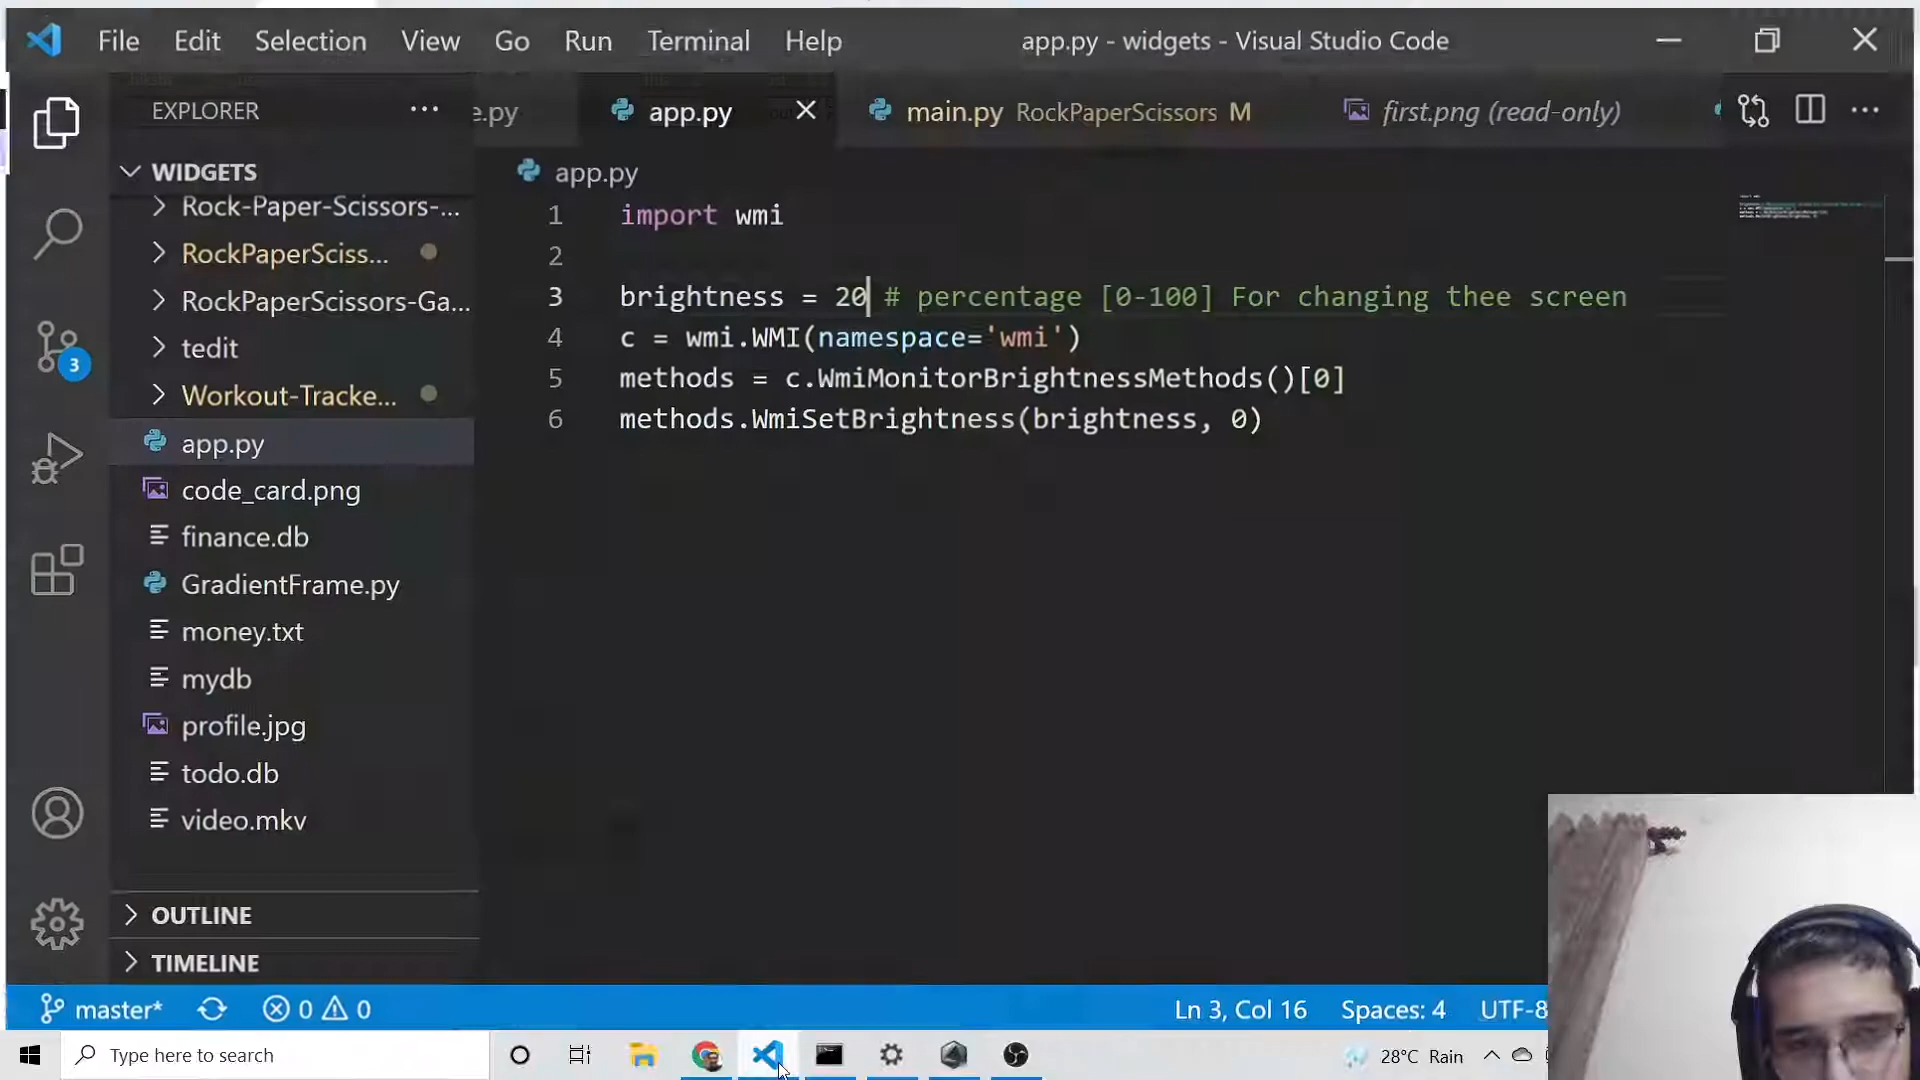 File Edit Selection View Go Run Terminal Help app.py - widgets - Visual Studio Code
EXPLORER ··· e.py app.py main.py RockPaperScissors M first.png (read-only) ···
WIDGETS
app.py
Rock-Paper-Scissors-...
RockPaperSciss...
RockPaperScissors-Ga...
tedit
Workout-Tracke...
app.py
code_card.png
finance.db
GradientFrame.py
money.txt
mydb
profile.jpg
todo.db
video.mkv
OUTLINE
TIMELINE
3
1 import wmi
2
3 brightness = 20 # percentage [0-100] For changing thee screen
4 c = wmi.WMI(namespace='wmi')
5 methods = c.WmiMonitorBrightnessMethods()[0]
6 methods.WmiSetBrightness(brightness, 0)
master* 0 0 Ln 3, Col 16 Spaces: 4 UTF-8
Type here to search 28°C Rain